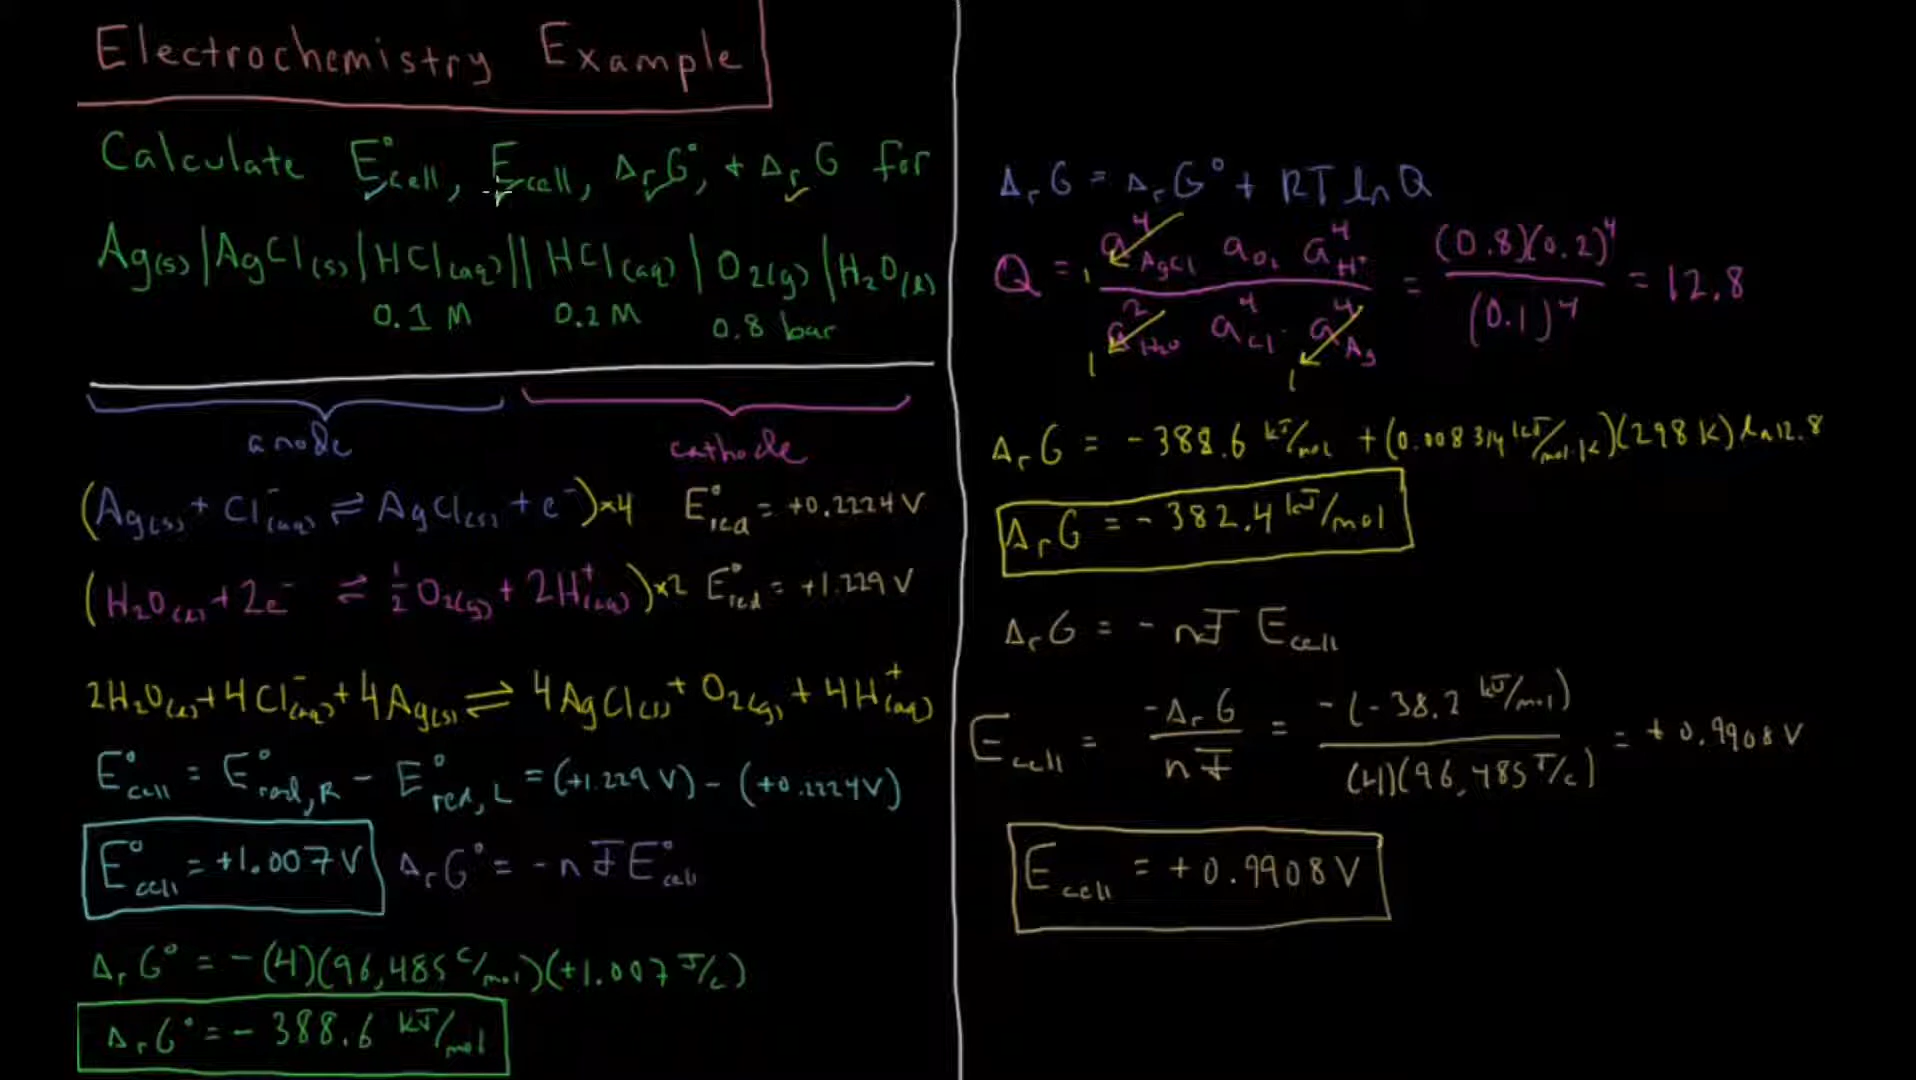 Electrochemistry Example
Calculate E°cell, Ecell, ΔrG°, + ΔrG for
Ag(s) | AgCl(s) | HCl(aq) || HCl(aq) | O2(g) | H2O(l)
0.1 M 0.2 M 0.8 bar
anode cathode
(Ag(s) + Cl⁻(aq) ⇌ AgCl(s) + e⁻)×4 E°red = +0.2224 V
(H2O(l) + 2e⁻ ⇌ 1/2 O2(g) + 2H⁺(aq))×2 E°red = +1.229 V
2H2O(l) + 4Cl⁻(aq) + 4Ag(s) ⇌ 4AgCl(s) + O2(g) + 4H⁺(aq)
E°cell = E°red,R - E°red,L = (+1.229 V) - (+0.2224 V)
E°cell = +1.007 V ΔrG° = -nF E°cell
ΔrG° = -(4)(96,485 C/mol)(+1.007 J/C)
ΔrG° = -388.6 kJ/mol
ΔrG = ΔrG° + RT ln Q
Q = a⁴AgCl aO2 a⁴H⁺ / a²H2O a⁴Cl⁻ a⁴Ag = (0.8)(0.2)⁴ / (0.1)⁴ = 12.8
1
1 1
ΔrG = -388.6 kJ/mol + (0.008314 kJ/mol·K)(298 K) ln 12.8
ΔrG = -382.4 kJ/mol
ΔrG = -nF Ecell
Ecell = -ΔrG / nF = -(-38.2 kJ/mol) / (4)(96,485 J/C) = +0.9908 V
Ecell = +0.9908 V